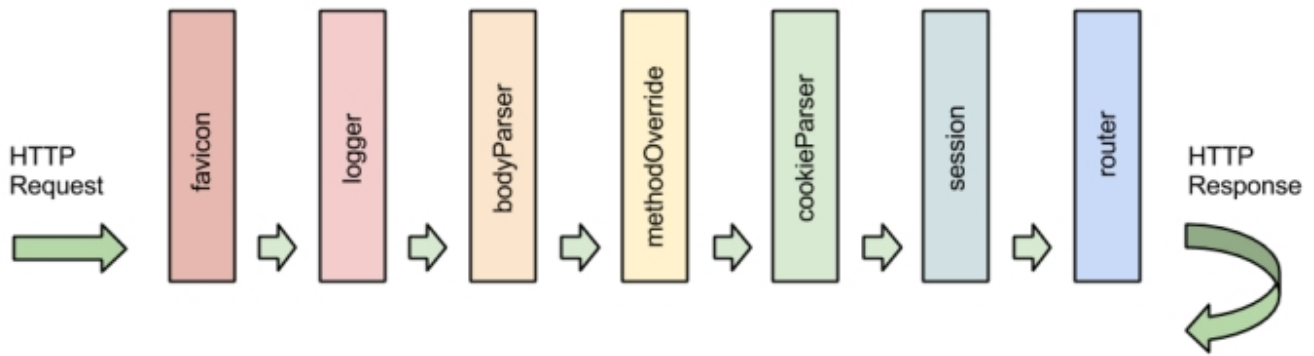 HTTP
Request
favicon
logger
bodyParser
methodOverride
cookieParser
session
router
HTTP
Response